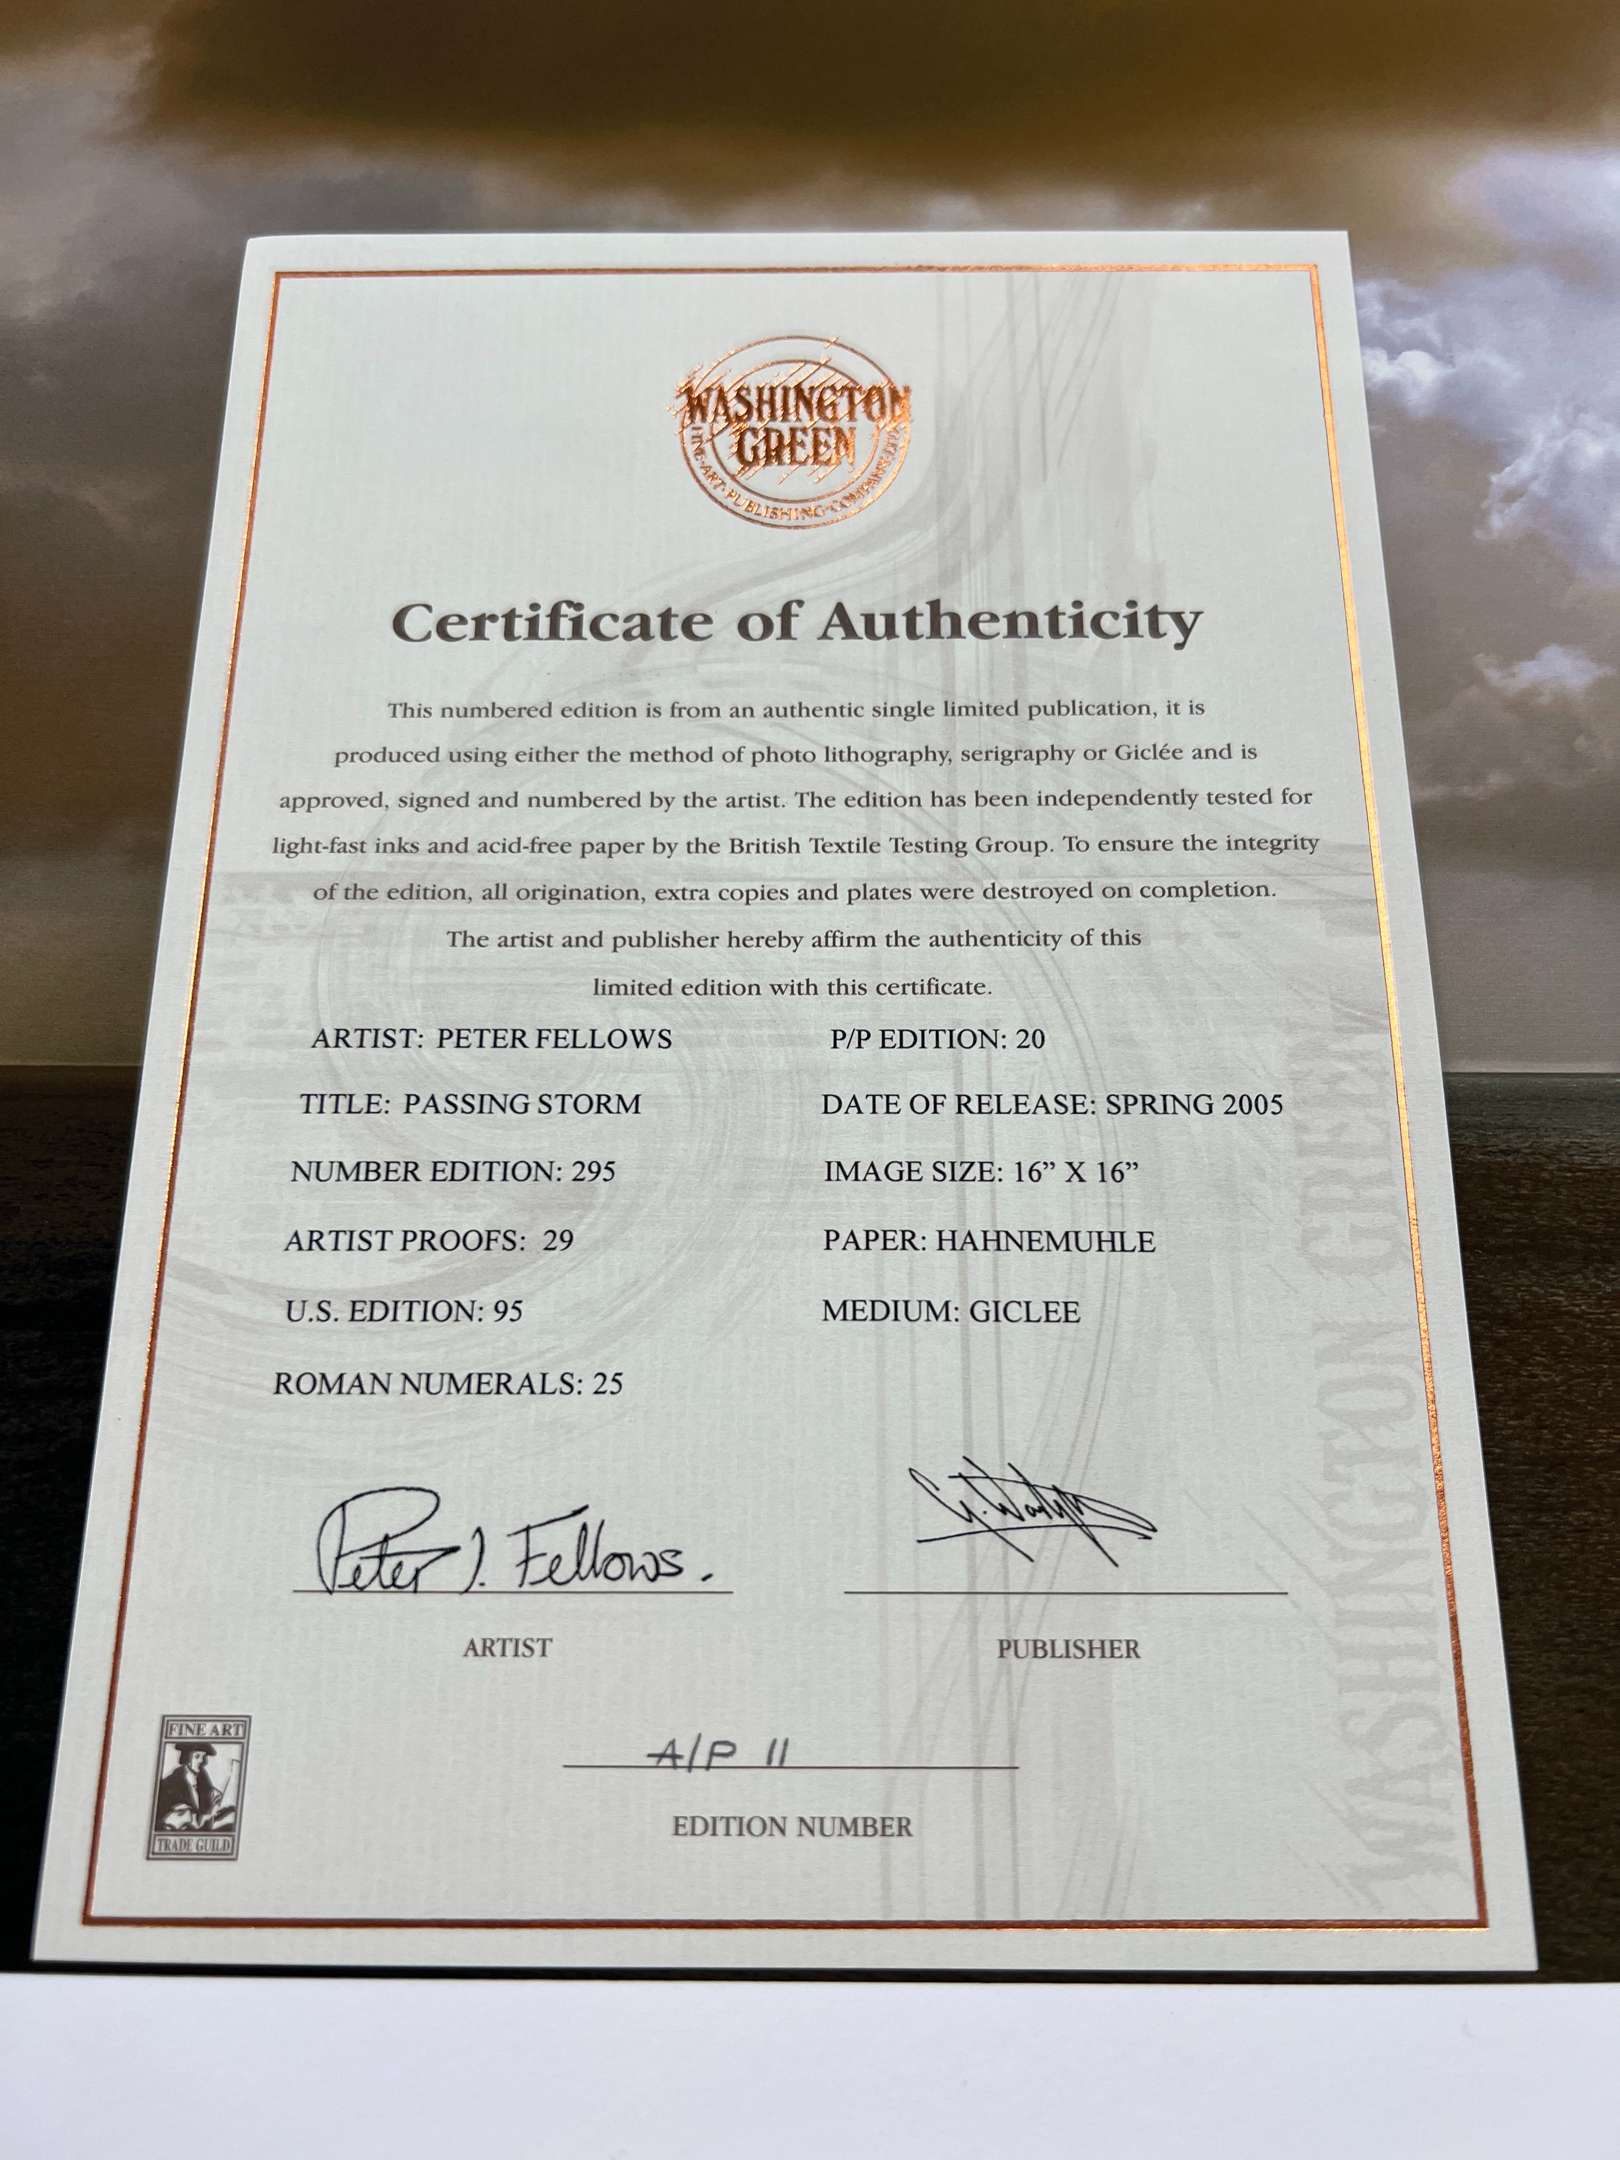 WASHINGTON
GREEN
FINE·ART·PUBLISHING·COMPANY·LTD
Certificate of Authenticity
This numbered edition is from an authentic single limited publication, it is
produced using either the method of photo lithography, serigraphy or Giclée and is
approved, signed and numbered by the artist. The edition has been independently tested for
light-fast inks and acid-free paper by the British Textile Testing Group. To ensure the integrity
of the edition, all origination, extra copies and plates were destroyed on completion.
The artist and publisher hereby affirm the authenticity of this
limited edition with this certificate.
ARTIST: PETER FELLOWS
P/P EDITION: 20
TITLE: PASSING STORM
DATE OF RELEASE: SPRING 2005
NUMBER EDITION: 295
IMAGE SIZE: 16” X 16”
ARTIST PROOFS: 29
PAPER: HAHNEMUHLE
U.S. EDITION: 95
MEDIUM: GICLEE
ROMAN NUMERALS: 25
Peter J. Fellows.
ARTIST
PUBLISHER
A/P 11
EDITION NUMBER
FINE ART
TRADE GUILD
WASHINGTON GREEN